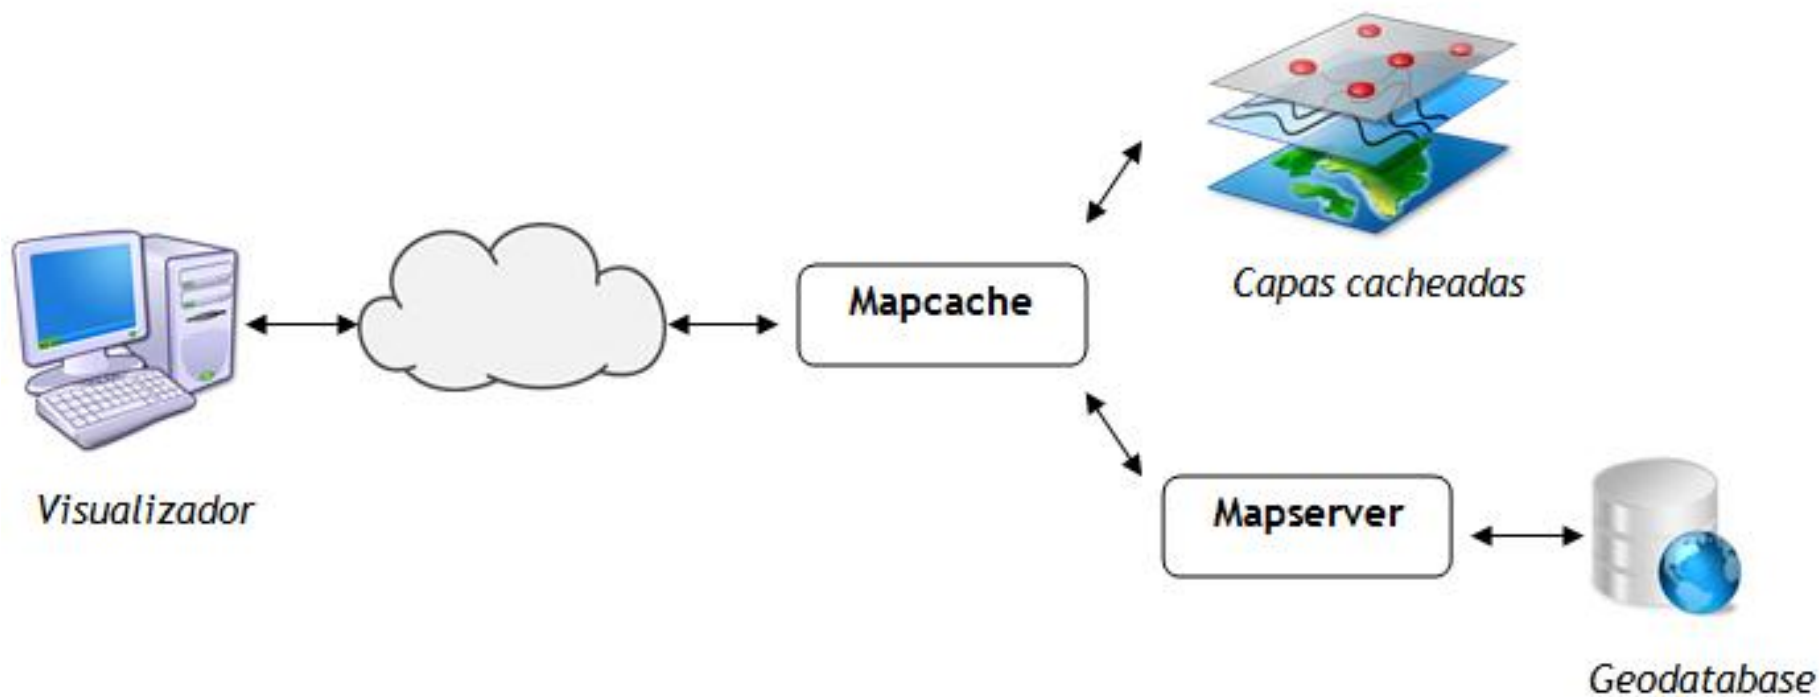 Capas cacheadas
Mapcache
Visualizador
Mapserver
Geodatabase